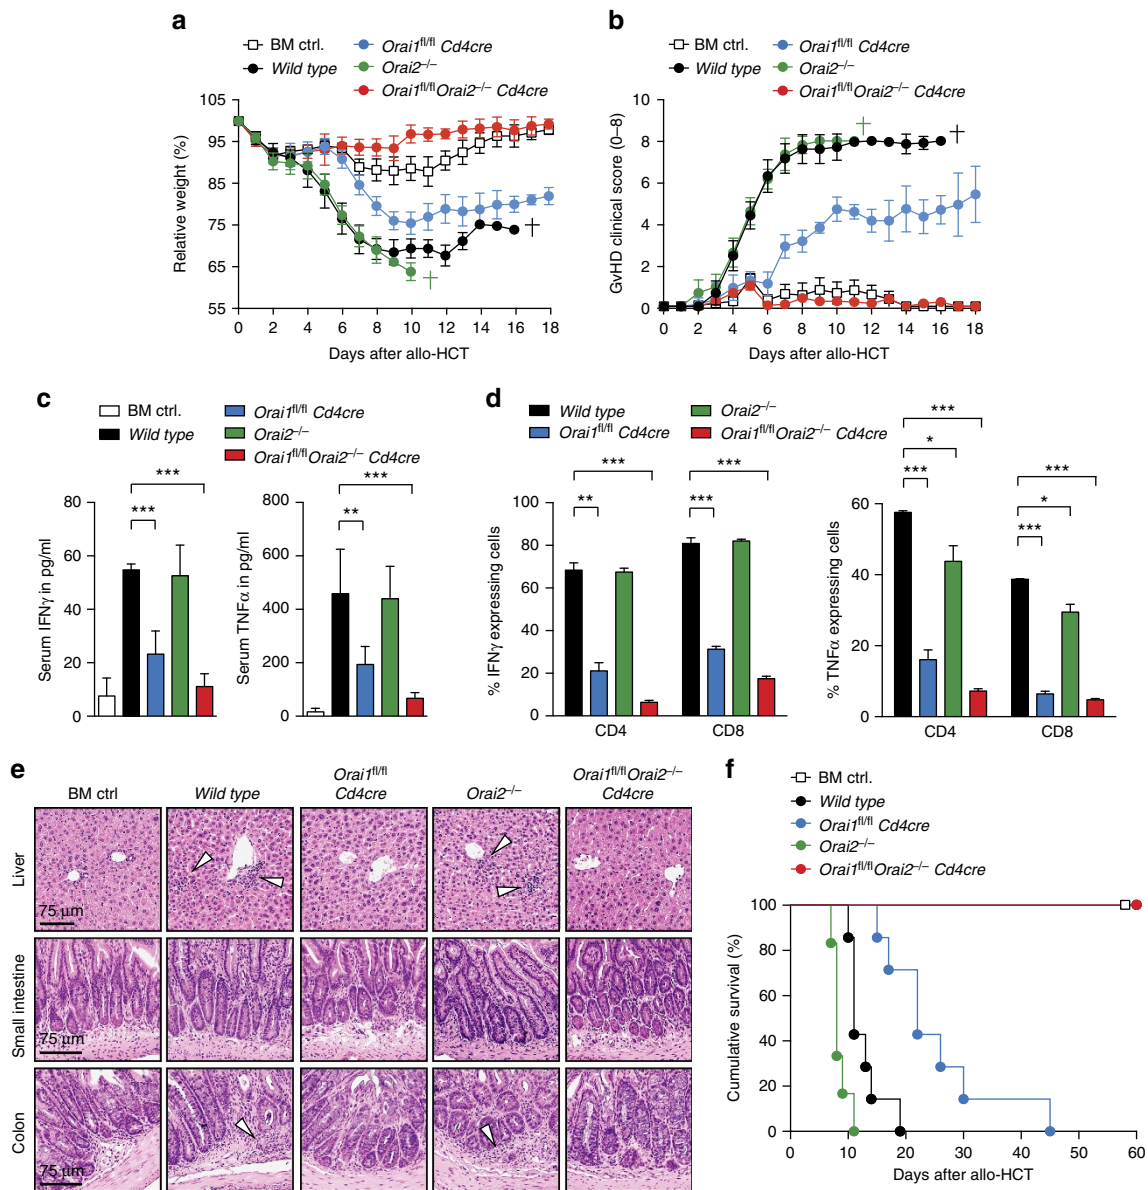 a
BM ctrl.
Wild type
Orai1fl/fl Cd4cre
Orai2–/–
Orai1fl/flOrai2–/– Cd4cre
Relative weight (%)
105
95
85
75
65
55
0 2 4 6 8 10 12 14 16 18
Days after allo-HCT
b
BM ctrl.
Wild type
Orai1fl/fl Cd4cre
Orai2–/–
Orai1fl/flOrai2–/– Cd4cre
GvHD clinical score (0–8)
10
8
6
4
2
0
0 2 4 6 8 10 12 14 16 18
Days after allo-HCT
c
BM ctrl.
Wild type
Orai1fl/fl Cd4cre
Orai2–/–
Orai1fl/flOrai2–/– Cd4cre
Serum IFNγ in pg/ml
80
60
40
20
0
***
***
Serum TNFα in pg/ml
800
600
400
200
0
***
**
d
Wild type
Orai1fl/fl Cd4cre
Orai2–/–
Orai1fl/flOrai2–/– Cd4cre
% IFNγ expressing cells
100
80
60
40
20
0
***
**
***
***
CD4 CD8
% TNFα expressing cells
60
40
20
0
***
*
***
***
*
***
CD4 CD8
e
BM ctrl
Wild type
Orai1fl/fl
Cd4cre
Orai2–/–
Orai1fl/flOrai2–/–
Cd4cre
Liver
75 µm
Small intestine
75 µm
Colon
75 µm
f
BM ctrl.
Wild type
Orai1fl/fl Cd4cre
Orai2–/–
Orai1fl/flOrai2–/– Cd4cre
Cumulative survival (%)
100
80
60
40
20
0
0 10 20 30 40 50 60
Days after allo-HCT